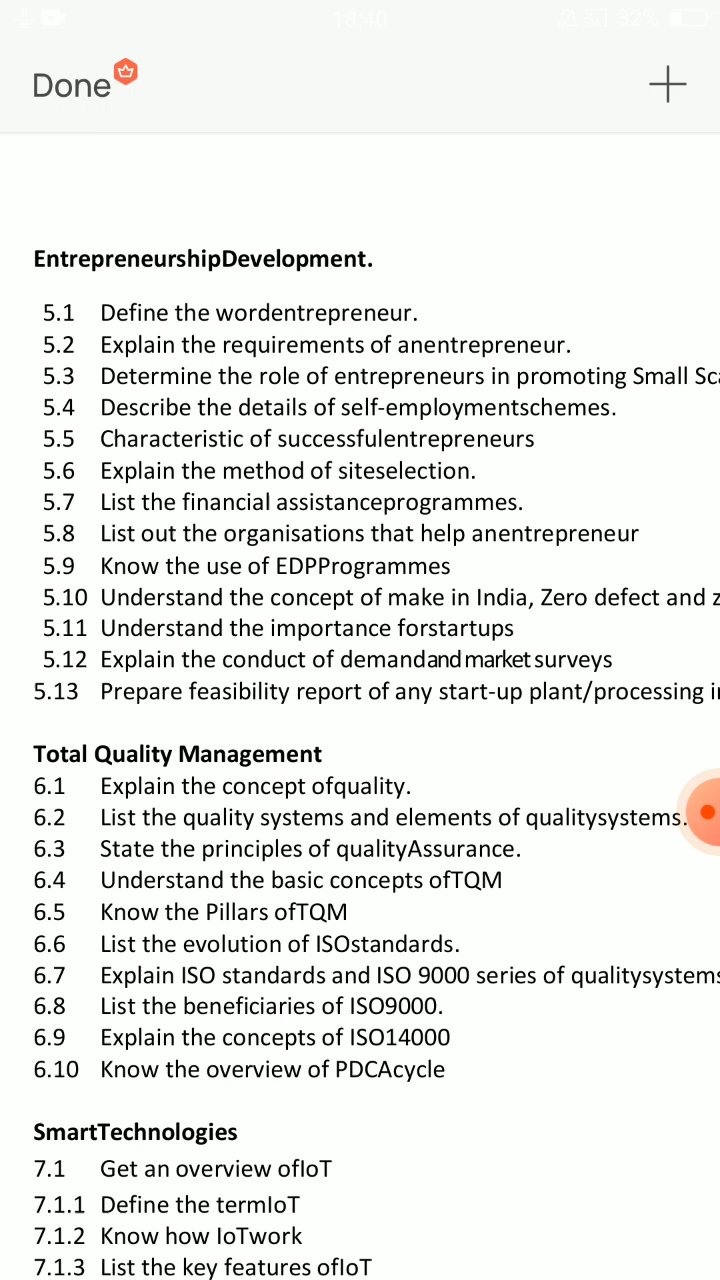 18:40
32%
Done
EntrepreneurshipDevelopment.
5.1 Define the wordentrepreneur.
5.2 Explain the requirements of anentrepreneur.
5.3 Determine the role of entrepreneurs in promoting Small
5.4 Describe the details of self-employmentschemes.
5.5 Characteristic of successfulentrepreneurs
5.6 Explain the method of siteselection.
5.7 List the financial assistanceprogrammes.
5.8 List out the organisations that help anentrepreneur
5.9 Know the use of EDPProgrammes
5.10 Understand the concept of make in India, Zero defect and
5.11 Understand the importance forstartups
5.12 Explain the conduct of demandandmarketsurveys
5.13 Prepare feasibility report of any start-up plant/processing
Total Quality Management
6.1 Explain the concept ofquality.
6.2 List the quality systems and elements of qualitysystems.
6.3 State the principles of qualityAssurance.
6.4 Understand the basic concepts ofTQM
6.5 Know the Pillars ofTQM
6.6 List the evolution of ISOstandards.
6.7 Explain ISO standards and ISO 9000 series of qualitysystems
6.8 List the beneficiaries of ISO9000.
6.9 Explain the concepts of ISO14000
6.10 Know the overview of PDCAcycle
SmartTechnologies
7.1 Get an overview ofIoT
7.1.1 Define the termIoT
7.1.2 Know how IoTwork
7.1.3 List the key features ofIoT